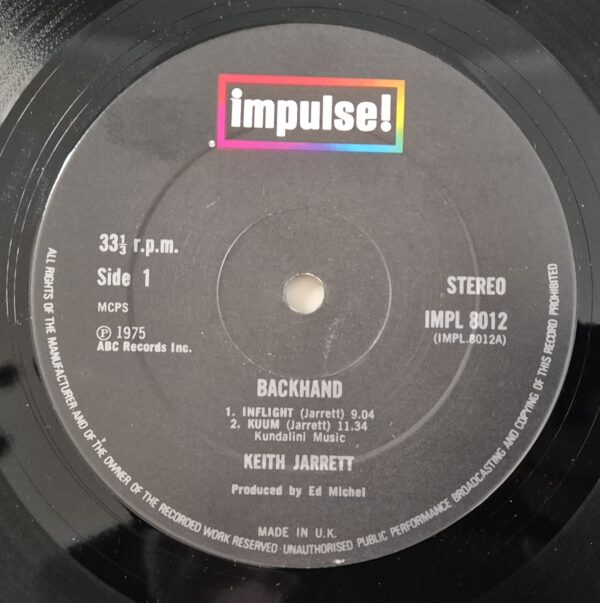 impulse!
®
33⅓ r.p.m.
Side 1
MCPS
Ⓟ 1975
ABC Records Inc.
STEREO
IMPL 8012
(IMPL.8012A)
BACKHAND
1. INFLIGHT (Jarrett) 9.04
2. KUUM (Jarrett) 11.34
Kundalini Music
KEITH JARRETT
Produced by Ed Michel
MADE IN U.K.
ALL RIGHTS OF THE MANUFACTURER AND OF THE OWNER OF THE RECORDED WORK RESERVED · UNAUTHORISED PUBLIC PERFORMANCE BROADCASTING AND COPYING OF THIS RECORD PROHIBITED